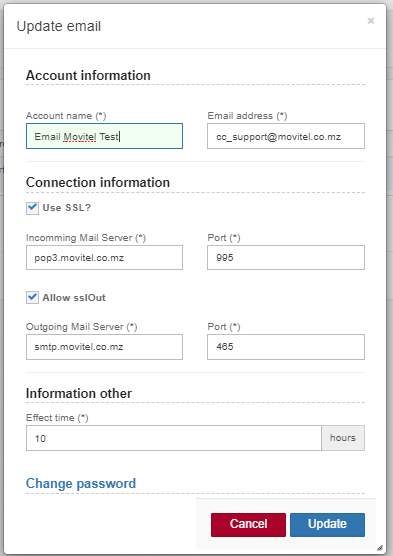 Update email
×
Account information
Account name (*) Email address (*)
Email Movitel Test cc_support@movitel.co.mz
Connection information
Use SSL?
Incomming Mail Server (*) Port (*)
pop3.movitel.co.mz 995
Allow sslOut
Outgoing Mail Server (*) Port (*)
smtp.movitel.co.mz 465
Information other
Effect time (*)
10 hours
Change password
Cancel Update